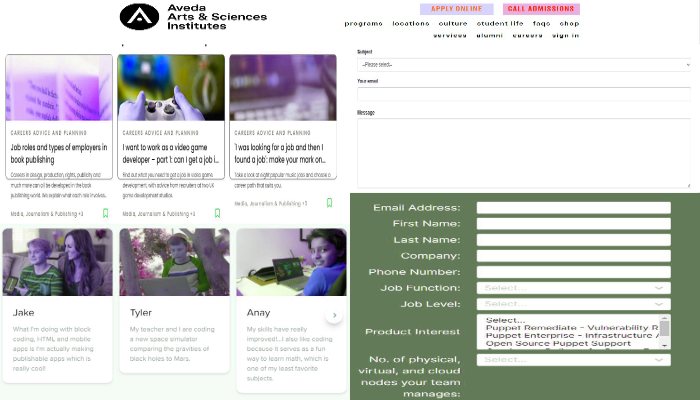 Aveda
Arts & Sciences
Institutes
APPLY ONLINE
CALL ADMISSIONS
programs locations culture student life faqs shop
services alumni careers sign in
CAREERS ADVICE AND PLANNING
Job roles and types of employers in
book publishing
Careers in design, production, rights, publicity and
much more can all be developed in the book
publishing world. We explain what each role involves...
Media, Journalism & Publishing +3
CAREERS ADVICE AND PLANNING
I want to work as a video game
developer – part 1: can I get a job i...
Find out what you need to get a job in video game
development, with advice from recruiters at two UK
game development studios.
Media, Journalism & Publishing +3
CAREERS ADVICE AND PLANNING
'I was looking for a job and then I
found a job': make your mark on...
Take a look at eight popular music jobs and choose a
career path that suits you.
Media, Journalism & Publishing +3
Subject
--Please select--
Your email
Message
Jake
What I'm doing with block
coding, HTML and mobile
apps is I'm actually making
publishable apps which is
really cool!
Tyler
My teacher and I are coding
a new space simulator
compering the gravities of
black holes to Mars.
Anay
My skills have really
improved!...I also like coding
because it serves as a fun
way to learn math, which is
one of my least favorite
subjects.
Email Address:
First Name:
Last Name:
Company:
Phone Number:
Job Function:
Select...
Job Level:
Select...
Product Interest
Select...
Puppet Remediate - Vulnerability R
Puppet Enterprise - Infrastructure A
Open Source Puppet Support
No. of physical,
virtual, and cloud
nodes your team
manages:
Select...